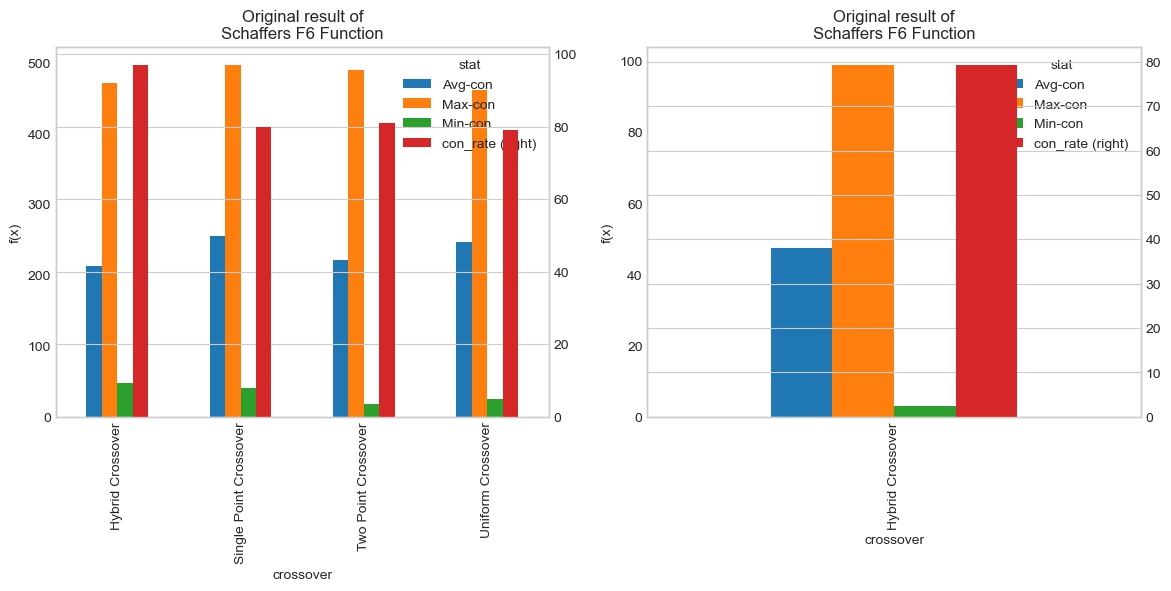 Original result of
Schaffers F6 Function
500
400
300
200
100
0
f(x)
100
80
60
40
20
0
stat
Avg-con
Max-con
Min-con
con_rate (right)
Hybrid Crossover
Single Point Crossover
Two Point Crossover
Uniform Crossover
crossover
Original result of
Schaffers F6 Function
100
80
60
40
20
0
f(x)
80
70
60
50
40
30
20
10
0
stat
Avg-con
Max-con
Min-con
con_rate (right)
Hybrid Crossover
crossover